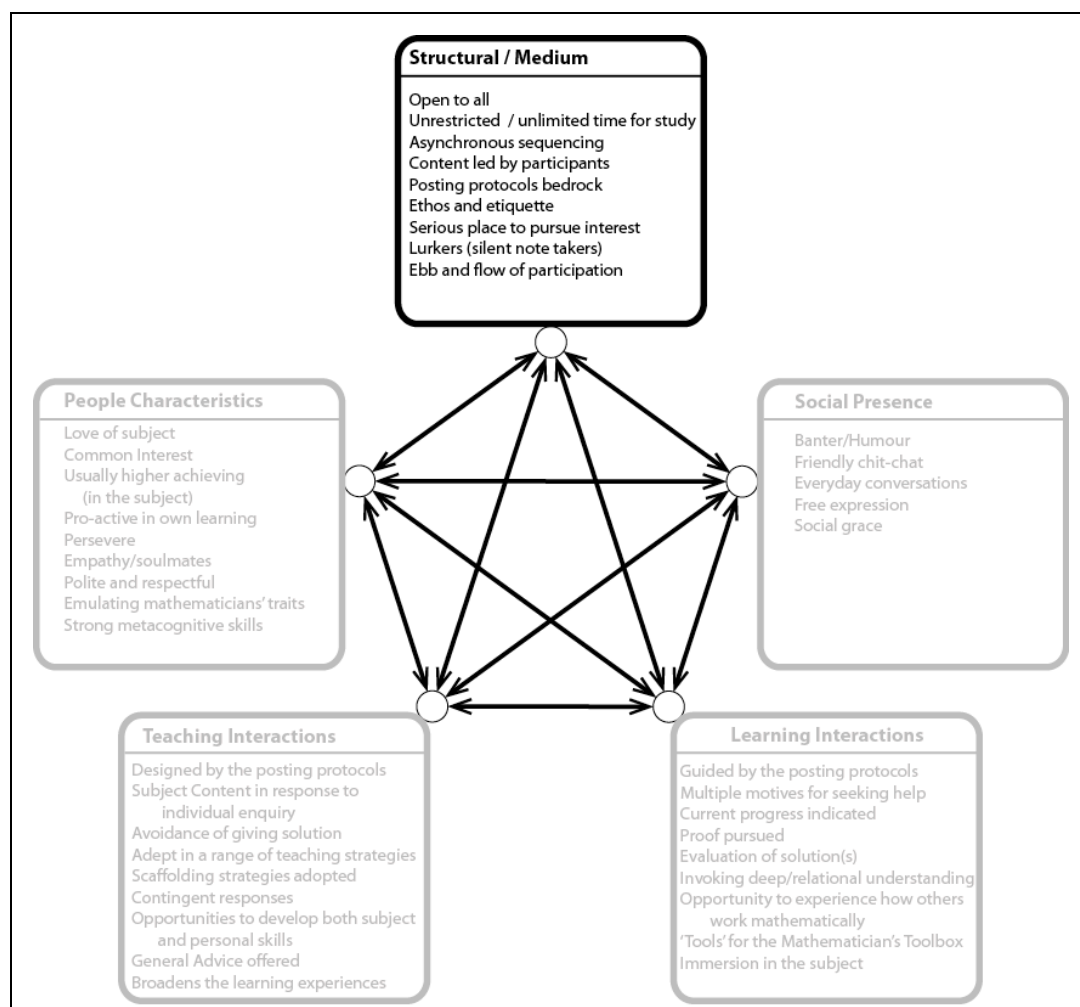 Structural / Medium
Open to all
Unrestricted / unlimited time for study
Asynchronous sequencing
Content led by participants
Posting protocols bedrock
Ethos and etiquette
Serious place to pursue interest
Lurkers (silent note takers)
Ebb and flow of participation
People Characteristics
Love of subject
Common Interest
Usually higher achieving
(in the subject)
Pro-active in own learning
Persevere
Empathy/soulmates
Polite and respectful
Emulating mathematicians' traits
Strong metacognitive skills
Social Presence
Banter/Humour
Friendly chit-chat
Everyday conversations
Free expression
Social grace
Teaching Interactions
Designed by the posting protocols
Subject Content in response to
individual enquiry
Avoidance of giving solution
Adept in a range of teaching strategies
Scaffolding strategies adopted
Contingent responses
Opportunities to develop both subject
and personal skills
General Advice offered
Broadens the learning experiences
Learning Interactions
Guided by the posting protocols
Multiple motives for seeking help
Current progress indicated
Proof pursued
Evaluation of solution(s)
Invoking deep/relational understanding
Opportunity to experience how others
work mathematically
'Tools' for the Mathematician's Toolbox
Immersion in the subject